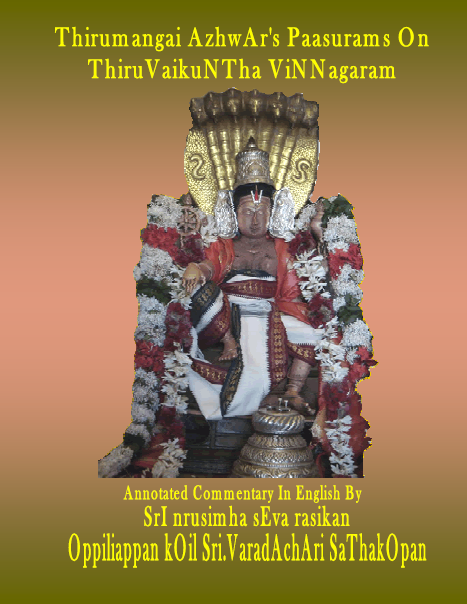 Thirumangai AzhwAr's Paasurams On
ThiruVaikuNTha ViNNagaram
Annotated Commentary In English By
SrI nrusimha sEva rasikan
Oppiliappan kOil Sri.VaradAchAri SaThakOpan